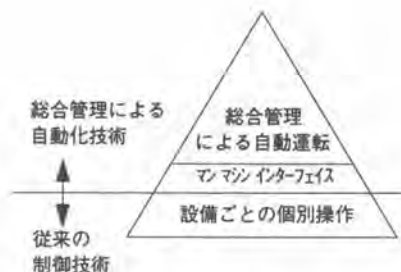 総合管理による
自動化技術
従来の
制御技術
総合管理
による自動運転
マン マシン インターフェイス
設備ごとの個別操作